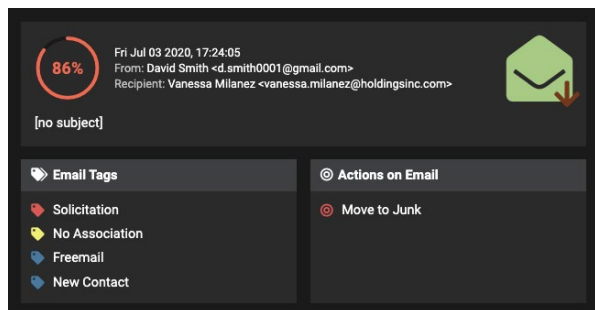 86%
Fri Jul 03 2020, 17:24:05
From: David Smith <d.smith0001@gmail.com>
Recipient: Vanessa Milanez <vanessa.milanez@holdingsinc.com>
[no subject]
Email Tags
Solicitation
No Association
Freemail
New Contact
Actions on Email
Move to Junk